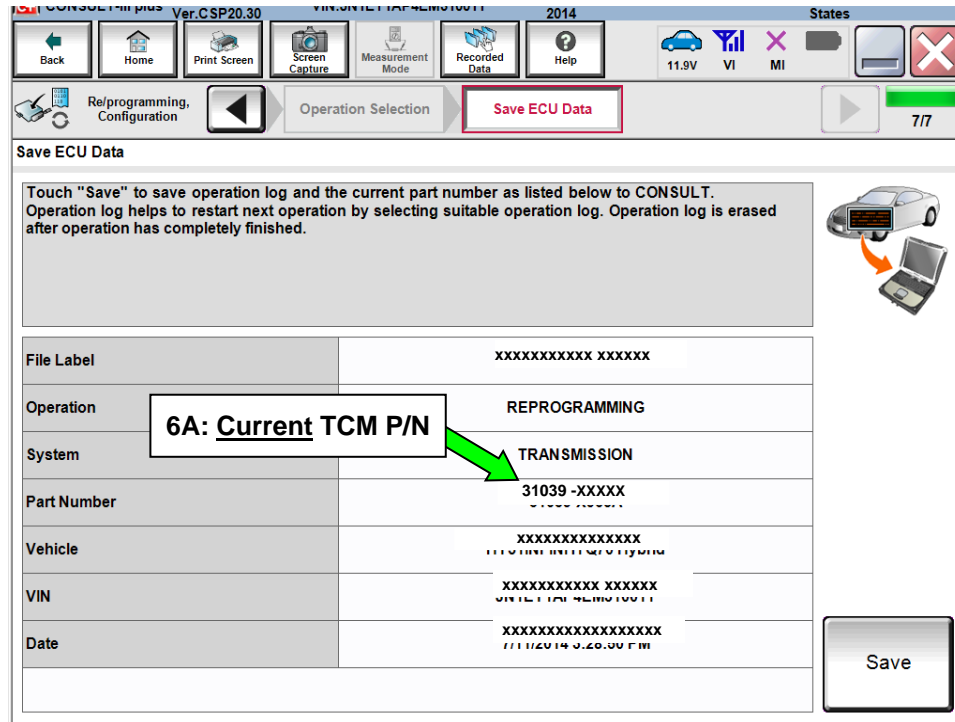 CONSULT-III plus Ver.CSP20.30 2014 States
Back Home Print Screen Screen Capture Measurement Mode Recorded Data Help 11.9V VI MI
Re/programming, Configuration Operation Selection Save ECU Data 7/7
Save ECU Data
Touch "Save" to save operation log and the current part number as listed below to CONSULT.
Operation log helps to restart next operation by selecting suitable operation log. Operation log is erased
after operation has completely finished.
File Label xxxxxxxxxxx xxxxxx
Operation REPROGRAMMING
6A: Current TCM P/N
System TRANSMISSION
Part Number 31039 -XXXXX
Vehicle xxxxxxxxxxxxxx
VIN xxxxxxxxxxx xxxxxx
Date xxxxxxxxxxxxxxxxxx
Save